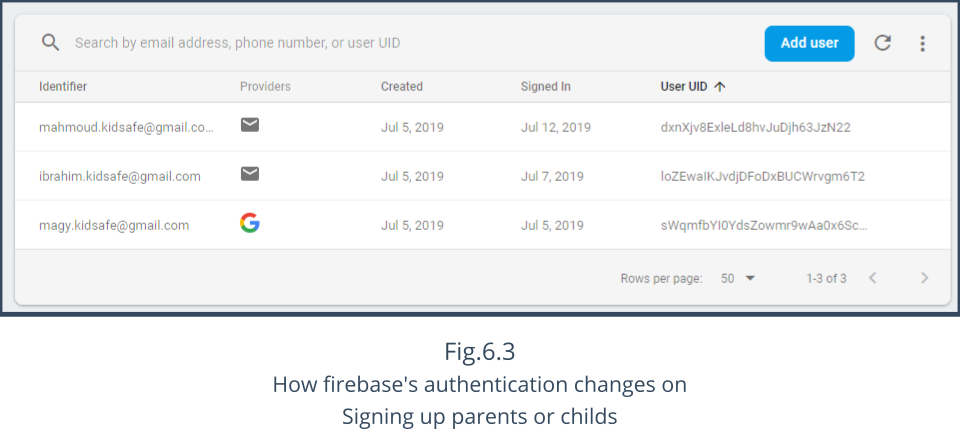 Search by email address, phone number, or user UID Add user
Identifier Providers Created Signed In User UID
mahmoud.kidsafe@gmail.co... Jul 5, 2019 Jul 12, 2019 dxnXjv8ExleLd8hvJuDjh63JzN22
ibrahim.kidsafe@gmail.com Jul 5, 2019 Jul 7, 2019 loZEwaIKJvdjDFoDxBUCWrvgm6T2
magy.kidsafe@gmail.com Jul 5, 2019 Jul 5, 2019 sWqmfbYI0YdsZowmr9wAa0x6Sc...
Rows per page: 50 1-3 of 3
Fig.6.3
How firebase's authentication changes on
Signing up parents or childs